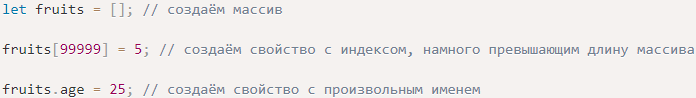 let fruits = []; // создаём массив
fruits[99999] = 5; // создаём свойство с индексом, намного превышающим длину массива
fruits.age = 25; // создаём свойство с произвольным именем